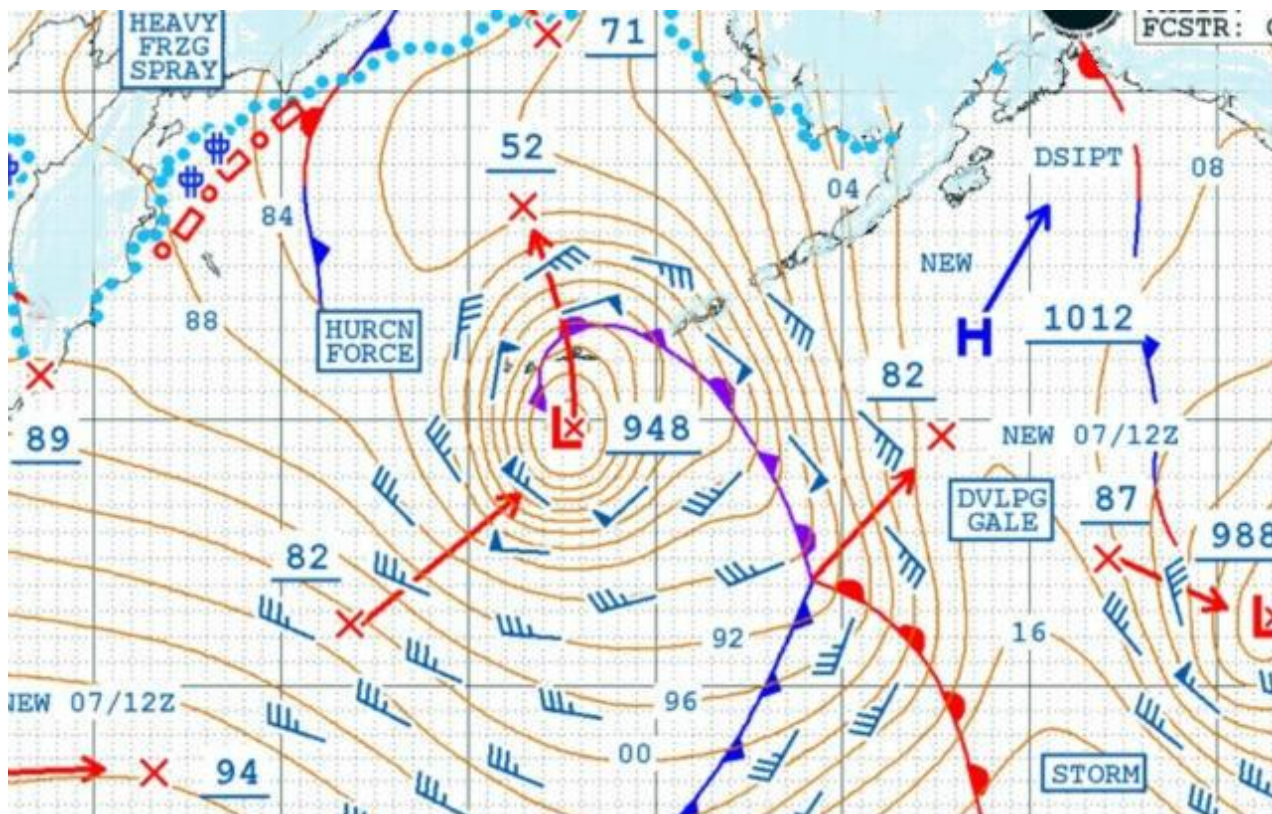 HEAVY
FRZG
SPRAY
71
FCSTR:
52
DSIPT
08
04
84
NEW
88
HURCN
FORCE
H
1012
82
89
L
948
NEW 07/12Z
DVLPG
GALE
87
988
82
L
92
16
NEW 07/12Z
96
00
94
STORM